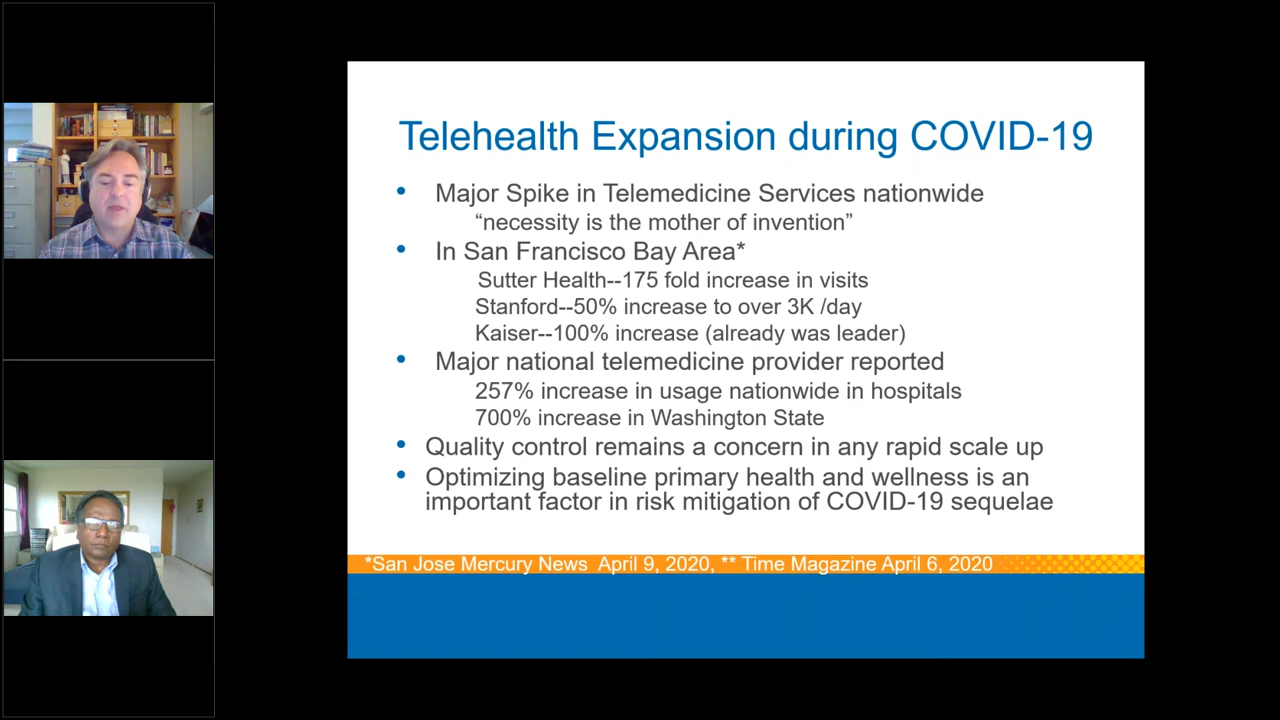 Telehealth Expansion during COVID-19
• Major Spike in Telemedicine Services nationwide
“necessity is the mother of invention”
• In San Francisco Bay Area*
Sutter Health--175 fold increase in visits
Stanford--50% increase to over 3K /day
Kaiser--100% increase (already was leader)
• Major national telemedicine provider reported
257% increase in usage nationwide in hospitals
700% increase in Washington State
• Quality control remains a concern in any rapid scale up
• Optimizing baseline primary health and wellness is an
important factor in risk mitigation of COVID-19 sequelae
*San Jose Mercury News April 9, 2020, ** Time Magazine April 6, 2020